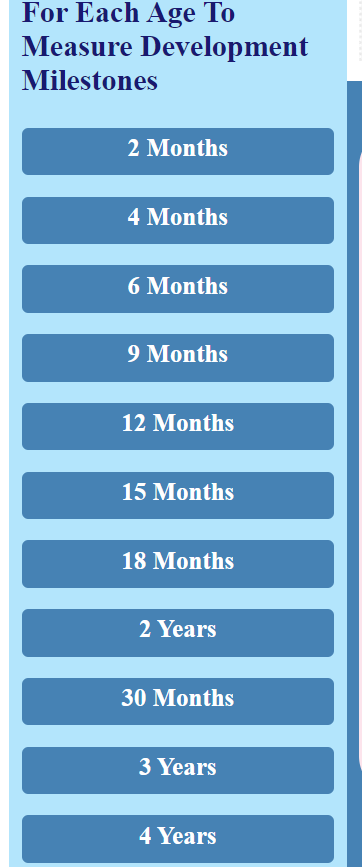 For Each Age To
Measure Development
Milestones
2 Months
4 Months
6 Months
9 Months
12 Months
15 Months
18 Months
2 Years
30 Months
3 Years
4 Years